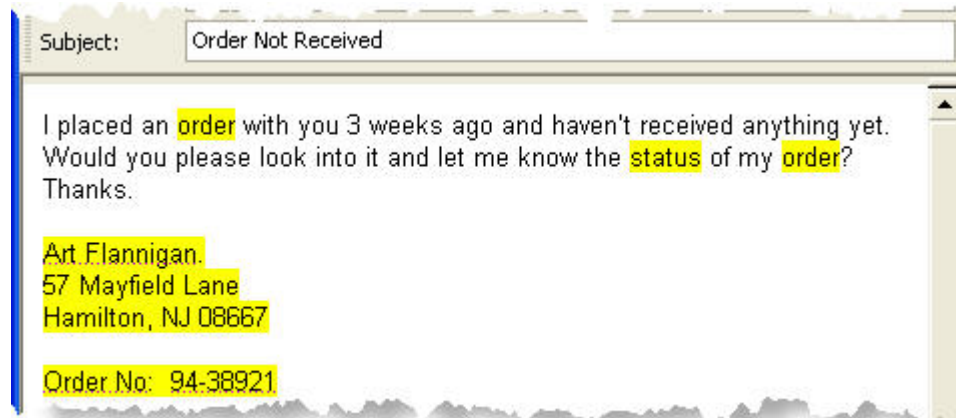 Subject: Order Not Received
I placed an order with you 3 weeks ago and haven't received anything yet.
Would you please look into it and let me know the status of my order?
Thanks.
Art Flannigan.
57 Mayfield Lane
Hamilton, NJ 08667
Order No: 94-38921